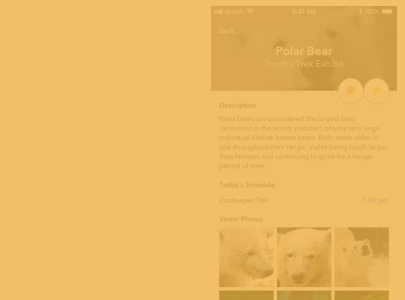 Sketch 9:41 AM 100%
back
Polar Bear
Tundra Trek Exhibit
Description
Polar bears are considered the largest land
carnivores in the world, matched only by very large
individual Kodiak brown bears. Both sexes differ in
size throughout their range, males being much larger
than females and continuing to grow for a longer
period of time.
Today's Schedule
Zookeeper Talk 1:30 pm
Visitor Photos